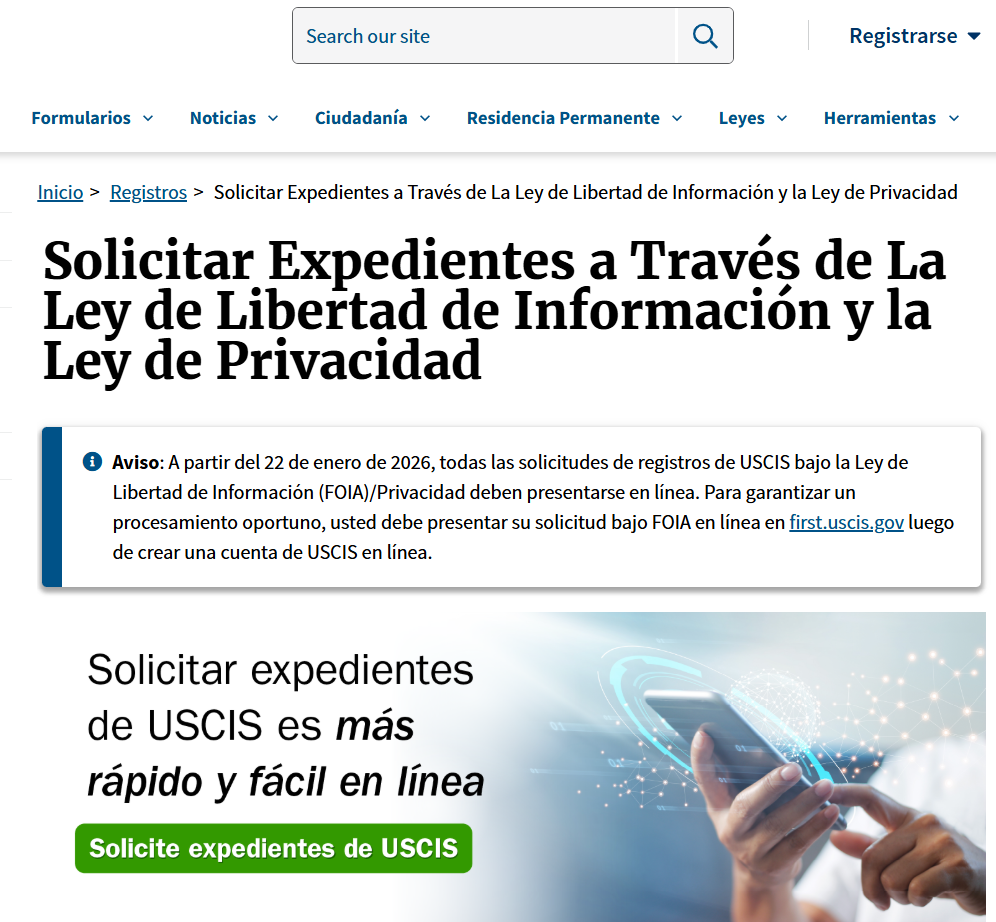 Search our site
Registrarse
Formularios
Noticias
Ciudadanía
Residencia Permanente
Leyes
Herramientas
Inicio > Registros > Solicitar Expedientes a Través de La Ley de Libertad de Información y la Ley de Privacidad
Solicitar Expedientes a Través de La
Ley de Libertad de Información y la
Ley de Privacidad
Aviso: A partir del 22 de enero de 2026, todas las solicitudes de registros de USCIS bajo la Ley de
Libertad de Información (FOIA)/Privacidad deben presentarse en línea. Para garantizar un
procesamiento oportuno, usted debe presentar su solicitud bajo FOIA en línea en first.uscis.gov luego
de crear una cuenta de USCIS en línea.
Solicitar expedientes
de USCIS es más
rápido y fácil en línea
Solicite expedientes de USCIS